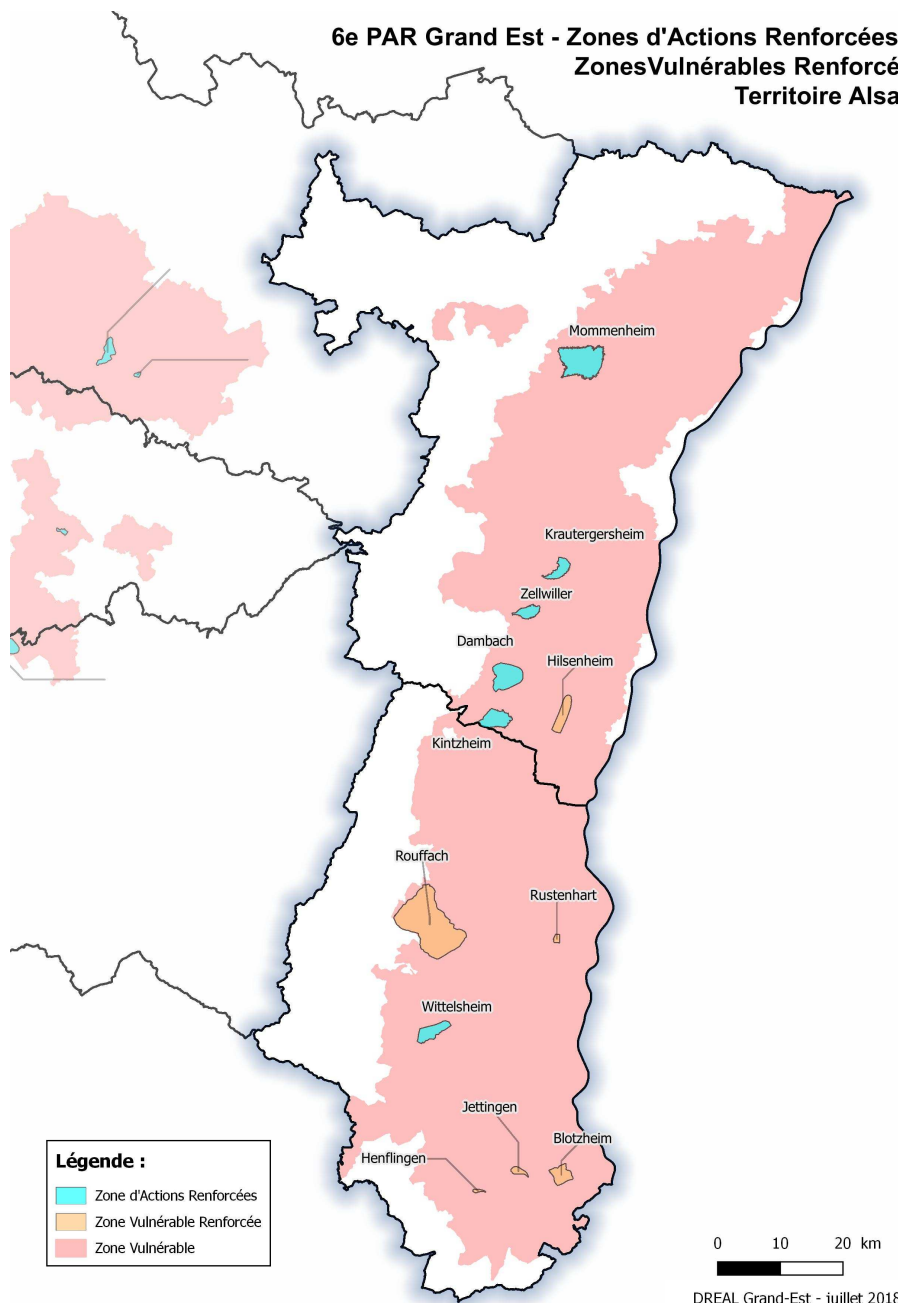 6e PAR Grand Est - Zones d'Actions Renforcées
ZonesVulnérables Renforcé
Territoire Alsa
Mommenheim
Krautergersheim
Zellwiller
Dambach
Hilsenheim
Kintzheim
Rouffach
Rustenhart
Wittelsheim
Jettingen
Blotzheim
Henflingen
Légende :
Zone d'Actions Renforcées
Zone Vulnérable Renforcée
Zone Vulnérable
0 10 20 km
DREAL Grand-Est - juillet 2018